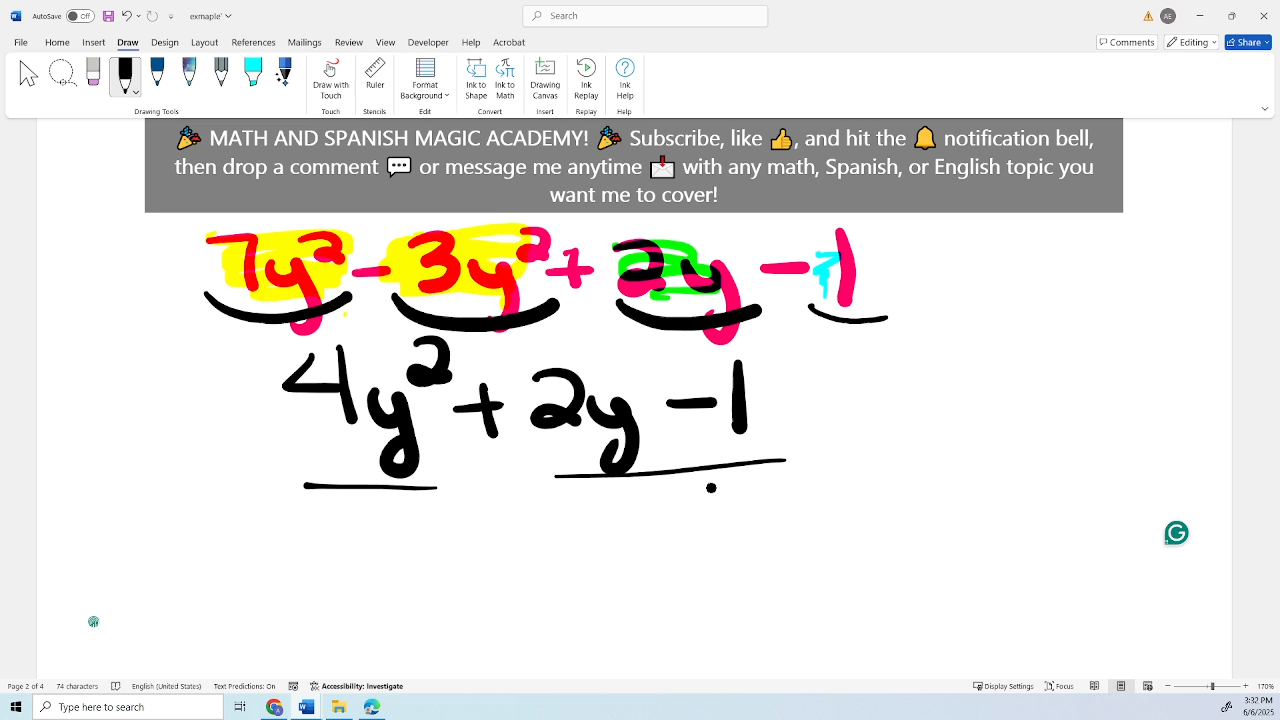 AutoSave Off exmaple' Search AE
File Home Insert Draw Design Layout References Mailings Review View Developer Help Acrobat Comments Editing Share
Draw with Touch Ruler Format Background Ink to Shape Ink to Math Drawing Canvas Ink Replay Ink Help
Drawing Tools Touch Stencils Edit Convert Insert Replay Help
🎉 MATH AND SPANISH MAGIC ACADEMY! 🎉 Subscribe, like 👍, and hit the 🔔 notification bell,
then drop a comment 💬 or message me anytime 📩 with any math, Spanish, or English topic you
want me to cover!
7y² - 3y² + 2y - 1
4y² + 2y - 1
Page 2 of 4 74 characters English (United States) Text Predictions: On Accessibility: Investigate Display Settings Focus 170%
Type here to search 3:32 PM
6/6/2025